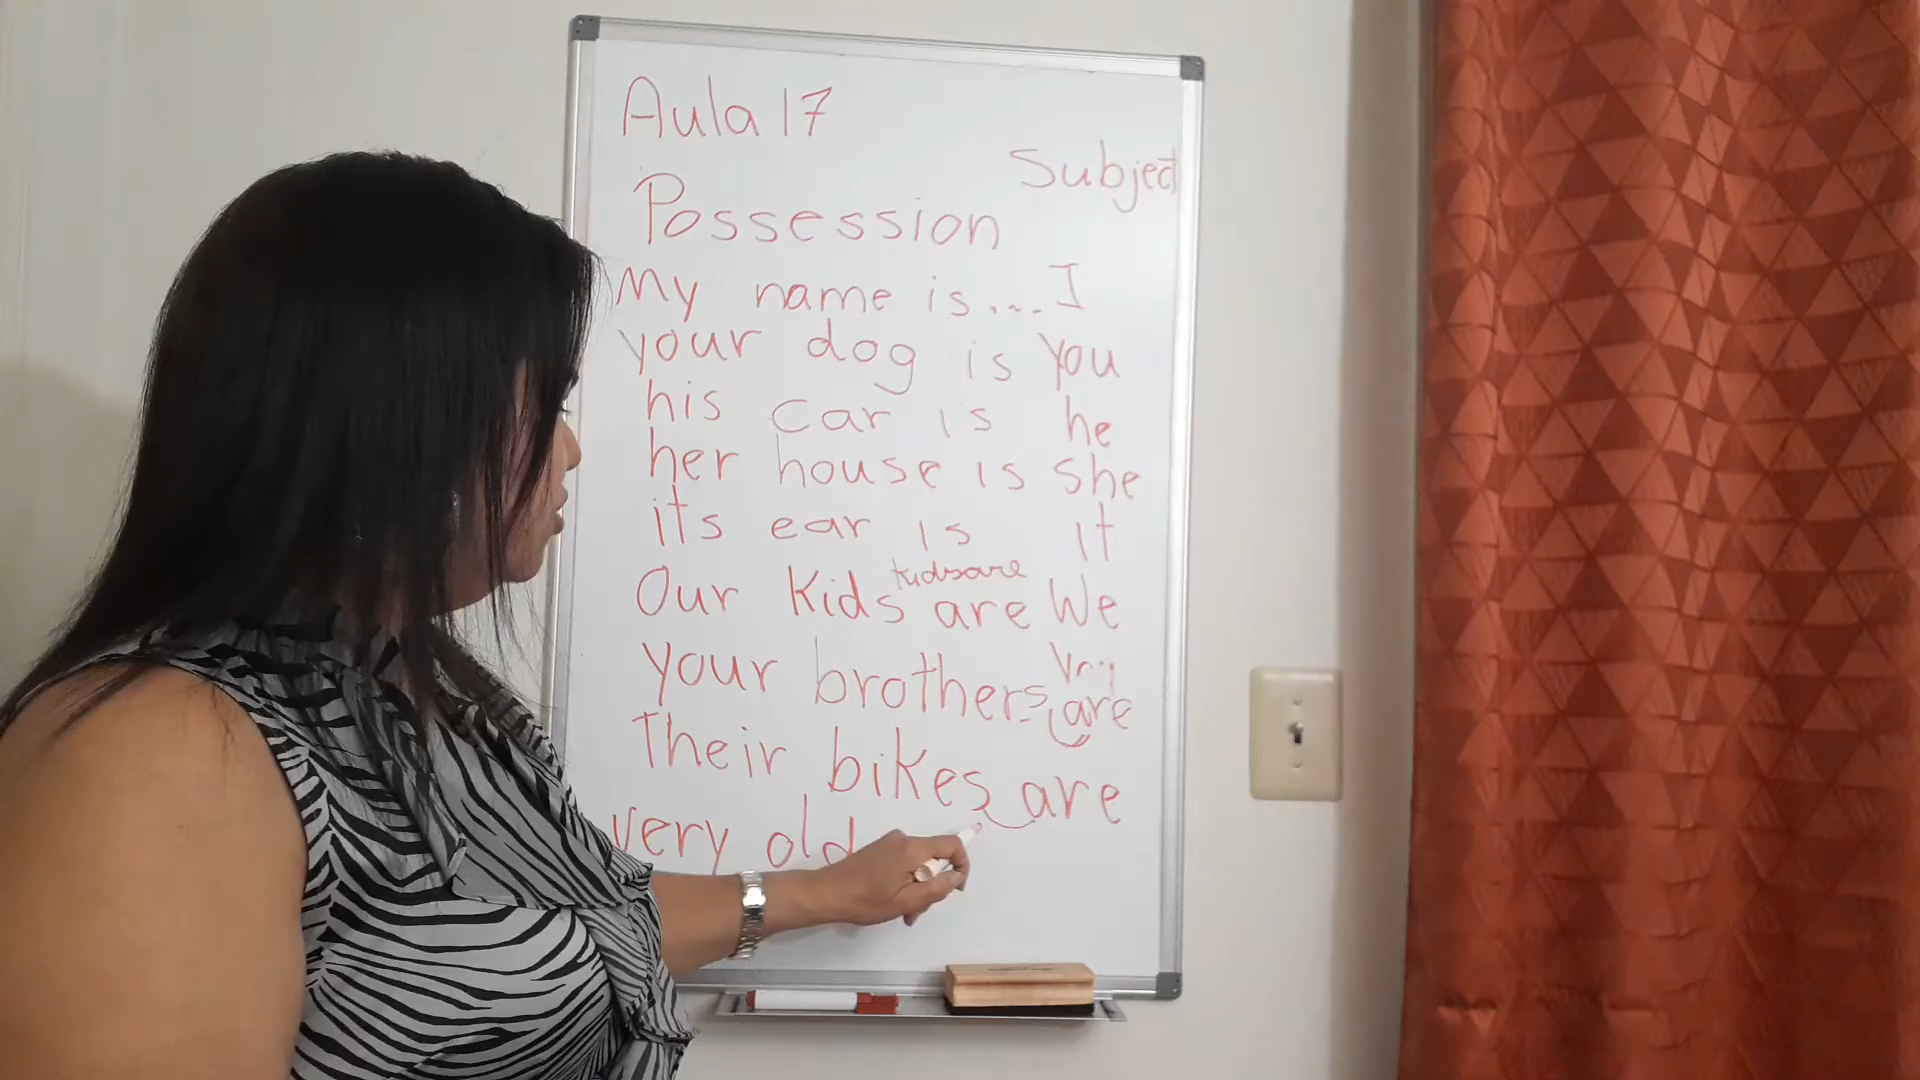 Aula 17
Subject
Possession
My name is... I
your dog is you
his car is he
her house is she
its ear is it
kidsare
Our kids are We
your brothers are
Their bikes are
very old